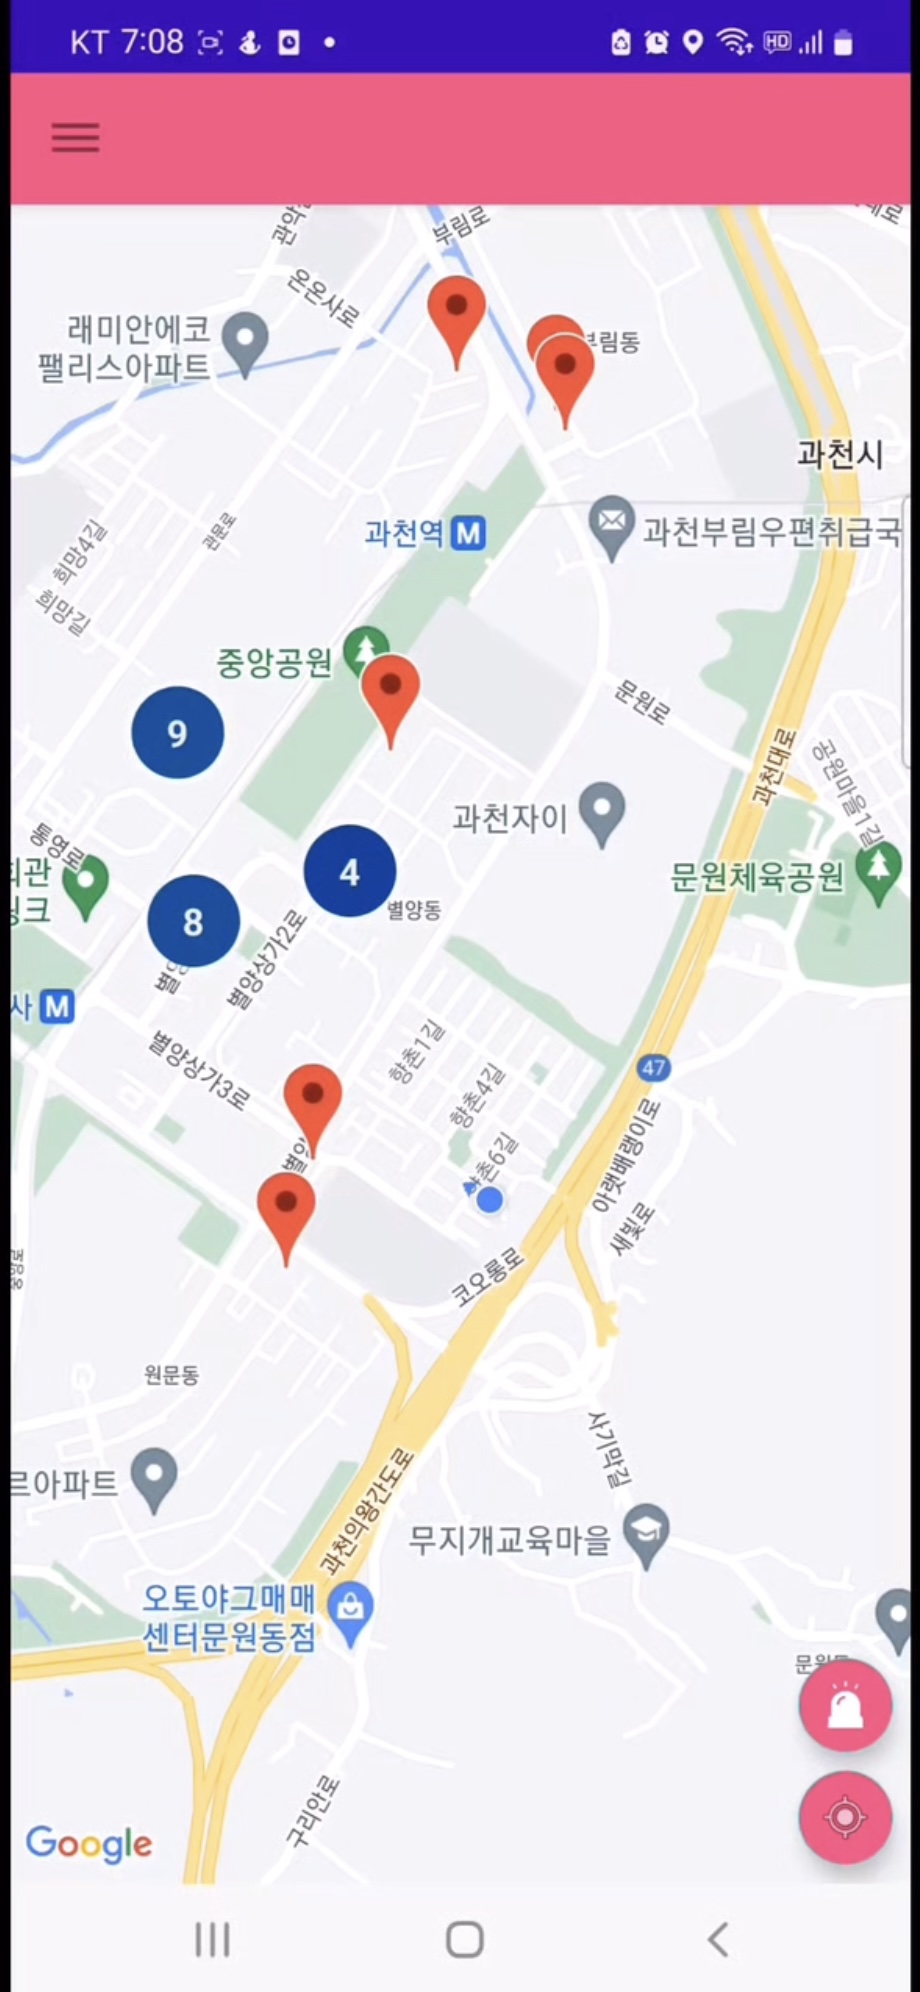 KT 7:08
HD
부림로
온온사로
래미안에코
팰리스아파트
부림동
과천시
과천역 M
과천부림우편취급국
관문로
희망4길
희망길
중앙공원
문원로
9
과천대로
공원마을1길
과천자이
통영로
4
문원체육공원
8
별양동
별양상가2로
M
별양상가3로
향촌1길
47
향촌4길
향촌6길
아랫배랭이로
새빛로
코오롱로
원문동
사기막길
르아파트
과천의왕간도로
무지개교육마을
오토야그매매
센터문원동점
구리안로
Google